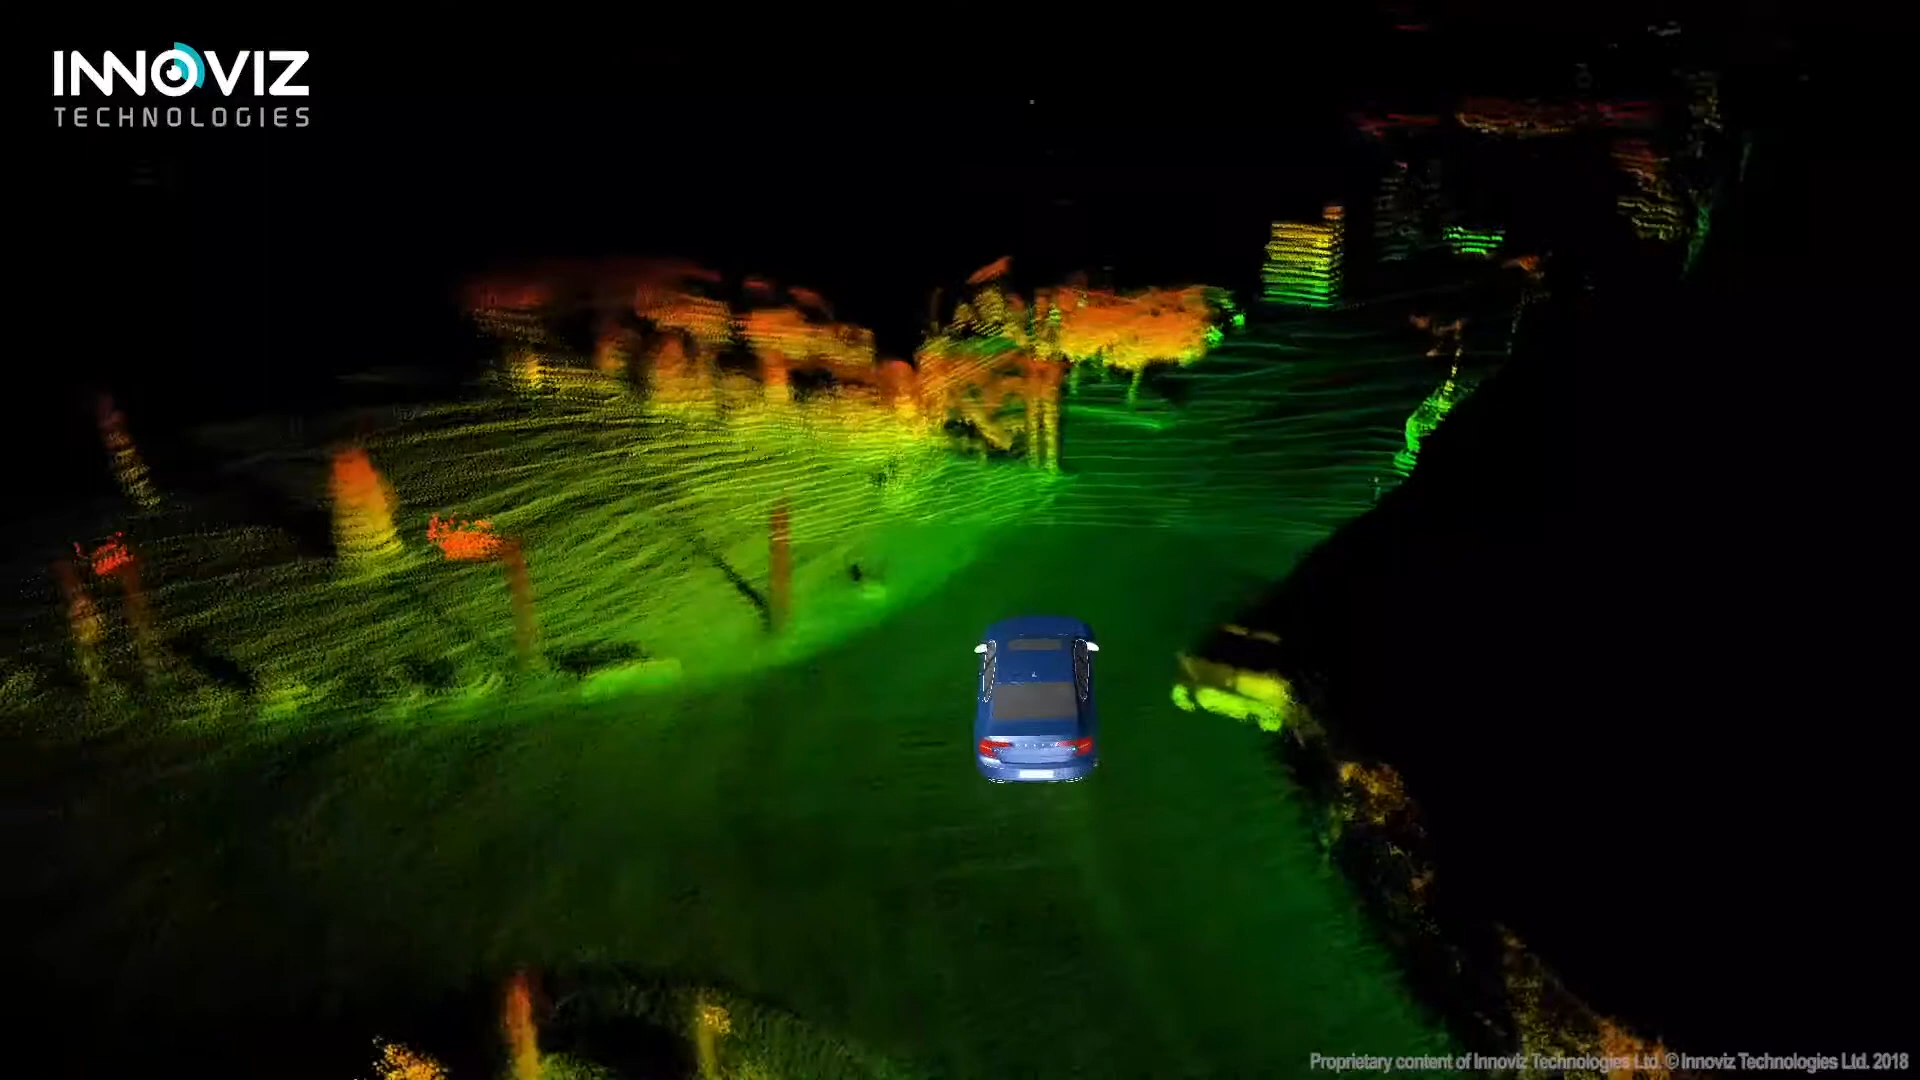 INNOVIZ
TECHNOLOGIES
Proprietary content of Innoviz Technologies Ltd. © Innoviz Technologies Ltd. 2018